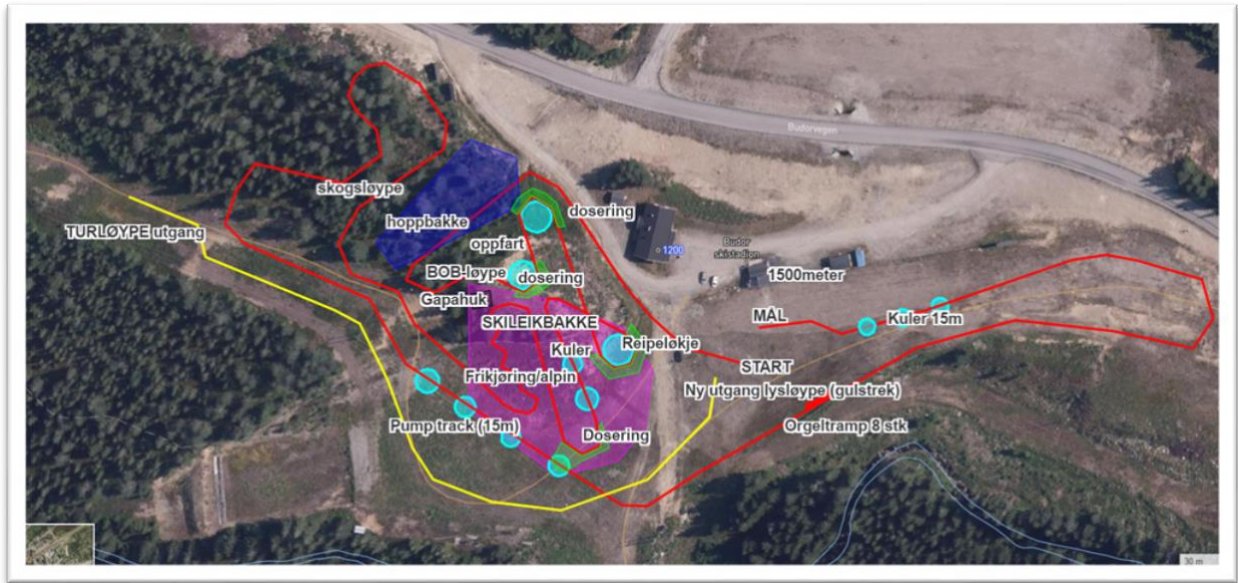 Budorvegen
skogsløype
hoppbakke
dosering
TURLØYPE utgang
oppfart
1200
Budor
skistadion
BOB-løype
dosering
1500meter
Gapahuk
SKILEIKBAKKE
MÅL
Kuler 15m
Kuler
Reipeløkje
START
Frikjøring/alpin
Ny utgang lysløype (gulstrek)
Pump track (15m)
Orgeltramp 8 stk
Dosering
30 m